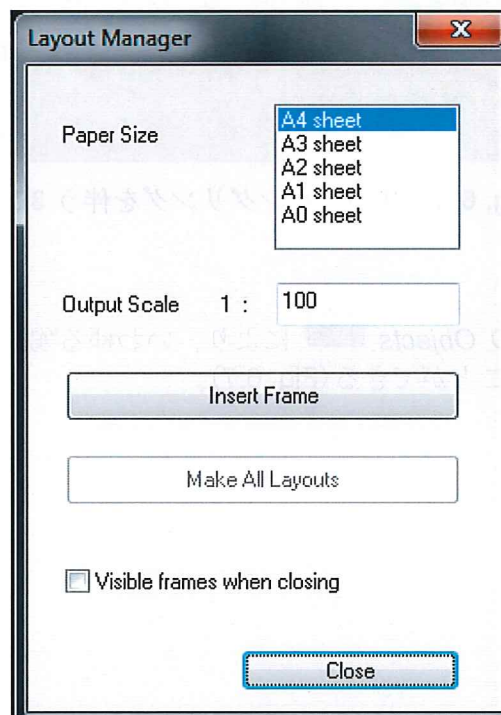 Layout Manager
Paper Size
A4 sheet
A3 sheet
A2 sheet
A1 sheet
A0 sheet
Output Scale 1 : 100
Insert Frame
Make All Layouts
Visible frames when closing
Close